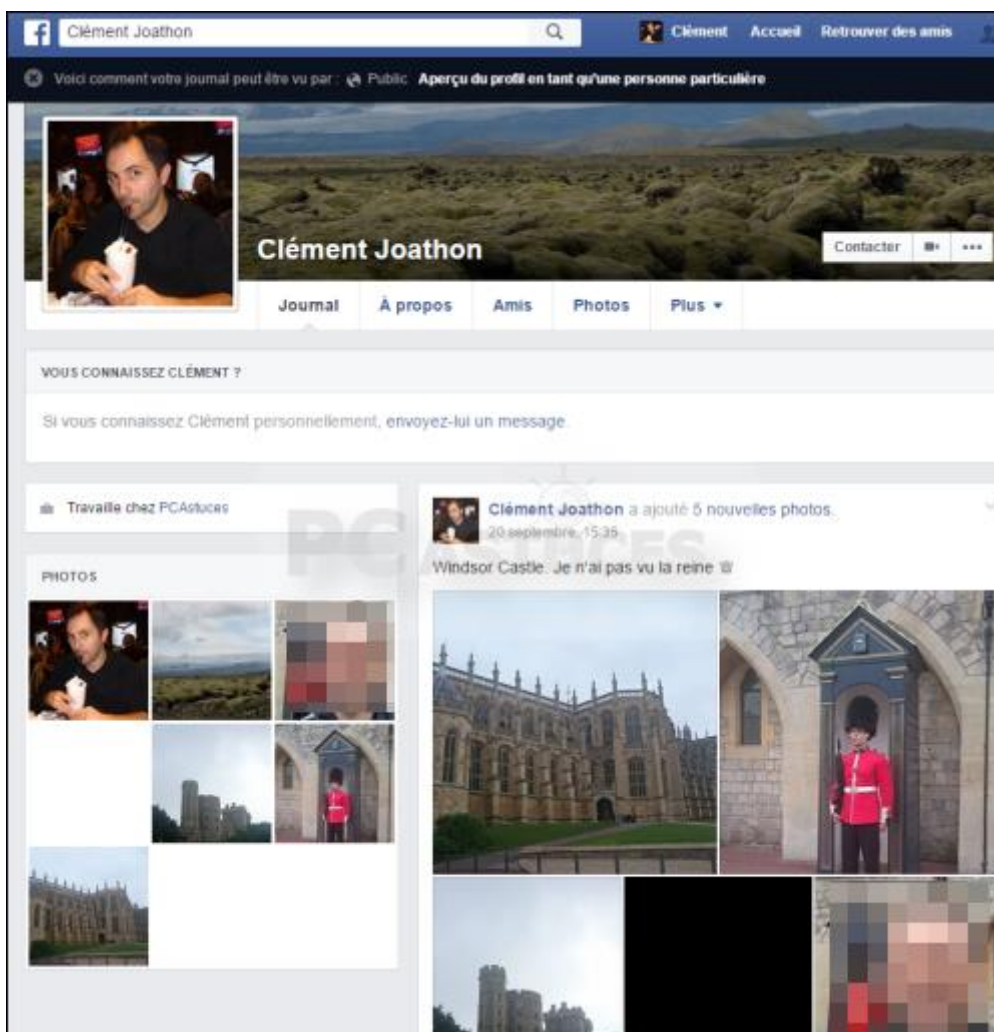 Clément Joathon
Clément Accueil Retrouver des amis
Voici comment votre journal peut être vu par : Public Aperçu du profil en tant qu'une personne particulière
Clément Joathon
Contacter
Journal À propos Amis Photos Plus
VOUS CONNAISSEZ CLÉMENT ?
Si vous connaissez Clément personnellement, envoyez-lui un message.
Travaille chez PCAstuces
PHOTOS
Clément Joathon a ajouté 5 nouvelles photos.
20 septembre, 15:35
Windsor Castle. Je n'ai pas vu la reine
PC ASTUCES